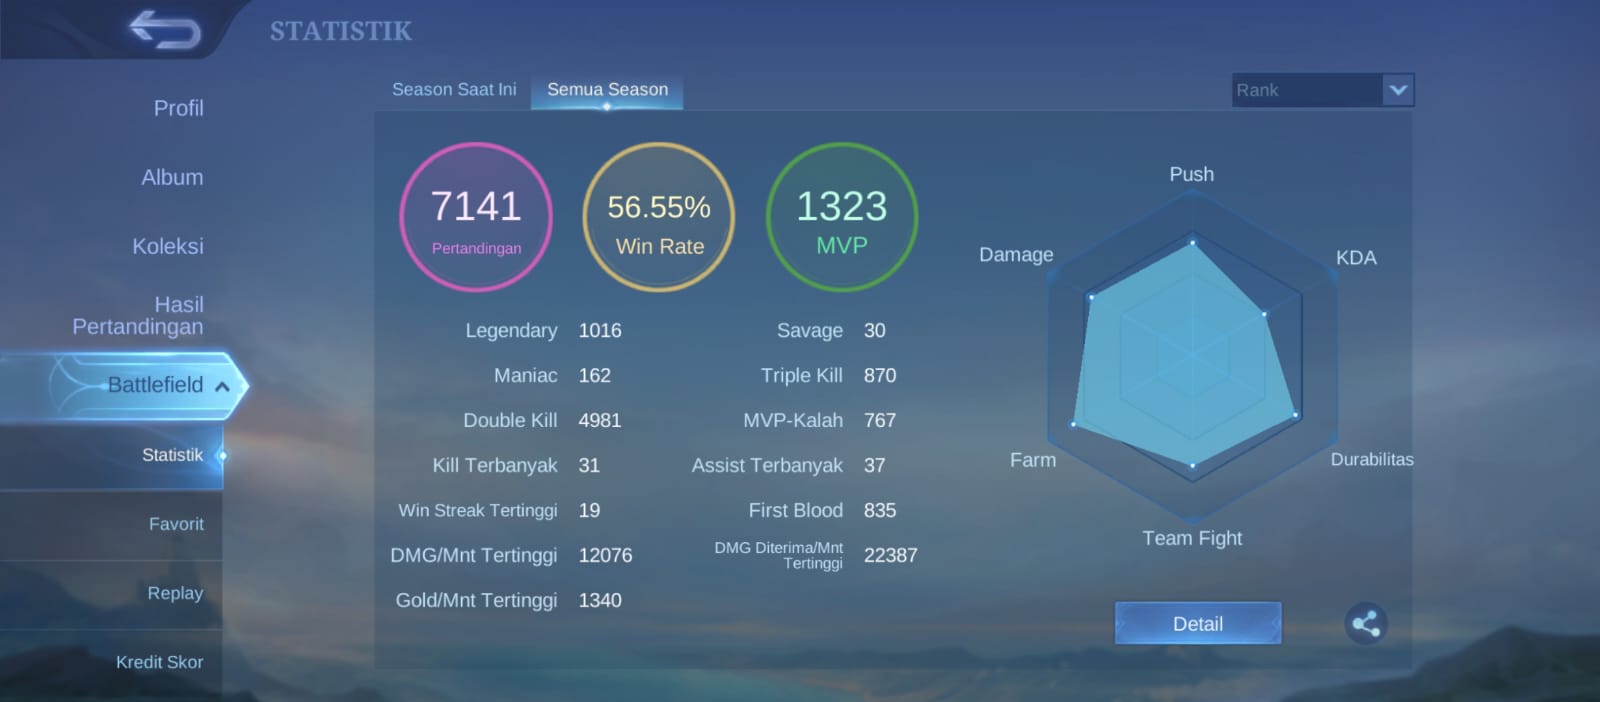 STATISTIK
Profil
Album
Koleksi
Hasil
Pertandingan
Battlefield
Statistik
Favorit
Replay
Kredit Skor
Season Saat Ini
Semua Season
Rank
7141
Pertandingan
56.55%
Win Rate
1323
MVP
Legendary 1016
Savage 30
Maniac 162
Triple Kill 870
Double Kill 4981
MVP-Kalah 767
Kill Terbanyak 31
Assist Terbanyak 37
Win Streak Tertinggi 19
First Blood 835
DMG/Mnt Tertinggi 12076
DMG Diterima/Mnt
Tertinggi 22387
Gold/Mnt Tertinggi 1340
Push
Damage
KDA
Farm
Durabilitas
Team Fight
Detail